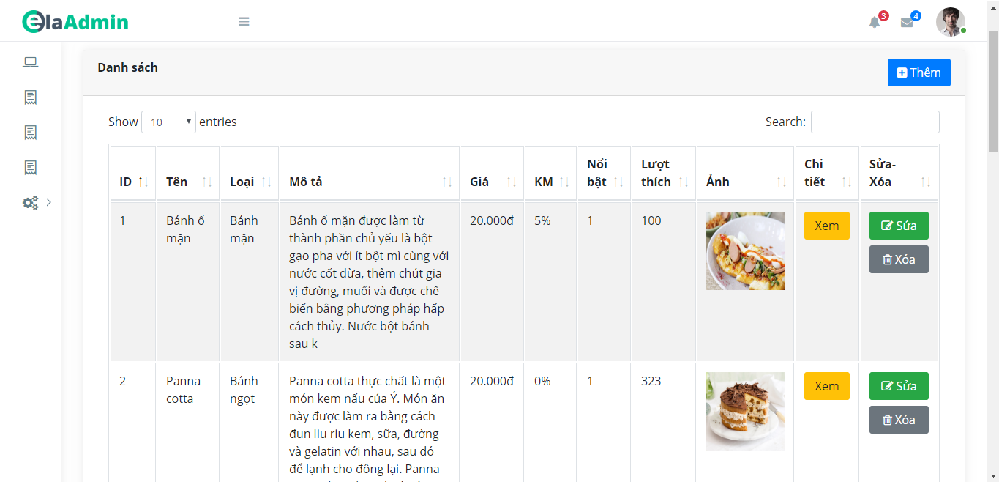 elaAdmin
3
4
Danh sách
Thêm
Show 10 entries
Search:
ID Tên Loại Mô tả Giá KM Nổi bật Lượt thích Ảnh Chi tiết Sửa-Xóa
1
Bánh ổ
mặn
Bánh
mặn
Bánh ổ mặn được làm từ
thành phần chủ yếu là bột
gạo pha với ít bột mì cùng với
nước cốt dừa, thêm chút gia
vị đường, muối và được chế
biến bằng phương pháp hấp
cách thủy. Nước bột bánh
sau k
20.000đ
5%
1
100
Xem
Sửa
Xóa
2
Panna
cotta
Bánh
ngọt
Panna cotta thực chất là một
món kem nấu của Ý. Món ăn
này được làm ra bằng cách
đun liu riu kem, sữa, đường
và gelatin với nhau, sau đó
để lạnh cho đông lại. Panna
20.000đ
0%
1
323
Xem
Sửa
Xóa